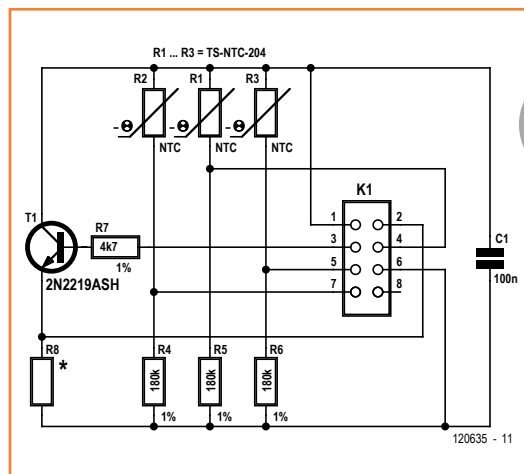 R1 ... R3 = TS-NTC-204
R2
R1
R3
-Θ
-Θ
-Θ
NTC
NTC
NTC
K1
T1
R7
1
2
C1
4k7
3
4
1%
5
6
2N2219ASH
100n
7
8
R8
*
R4
R5
R6
180k
180k
180k
1%
1%
1%
120635 - 11